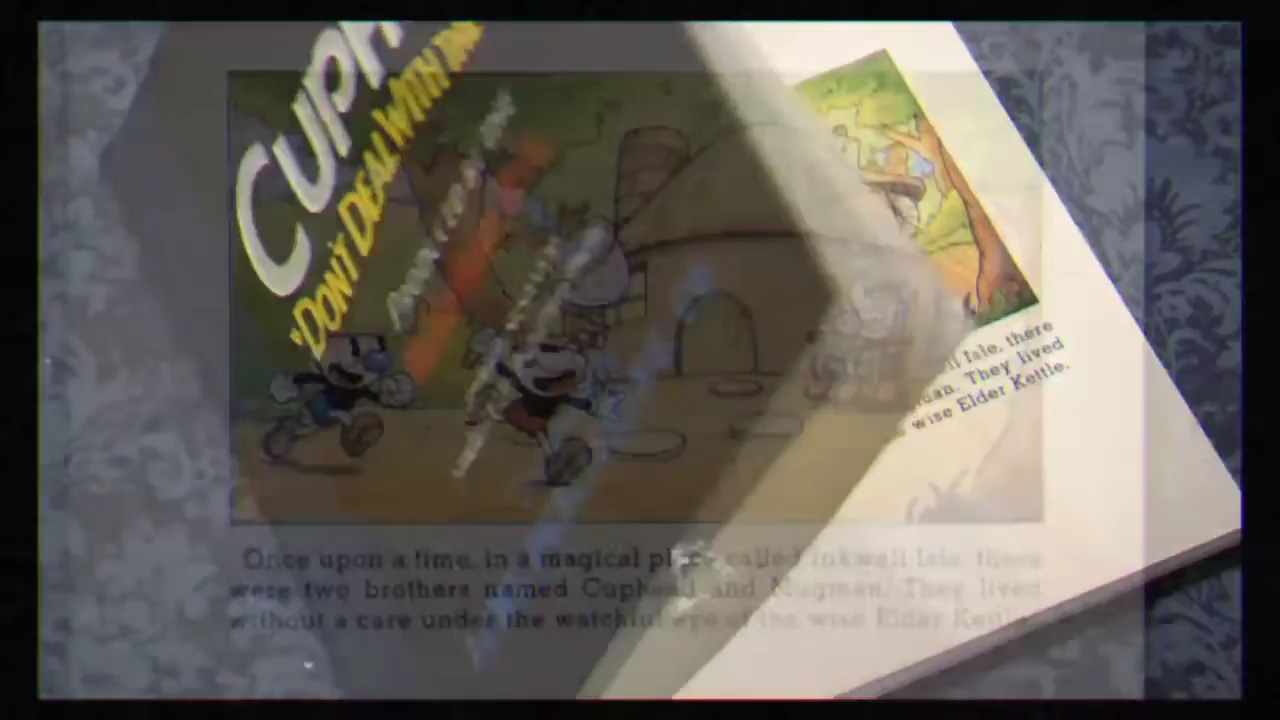 CUPH
"DON'T DEAL WITH
ll Isle, there
man. They lived
wise Elder Kettle.
Once upon a time, in a magical place called Inkwell Isle, there
were two brothers named Cuphead and Mugman. They lived
without a care under the watchful eye of the wise Elder Kettle.